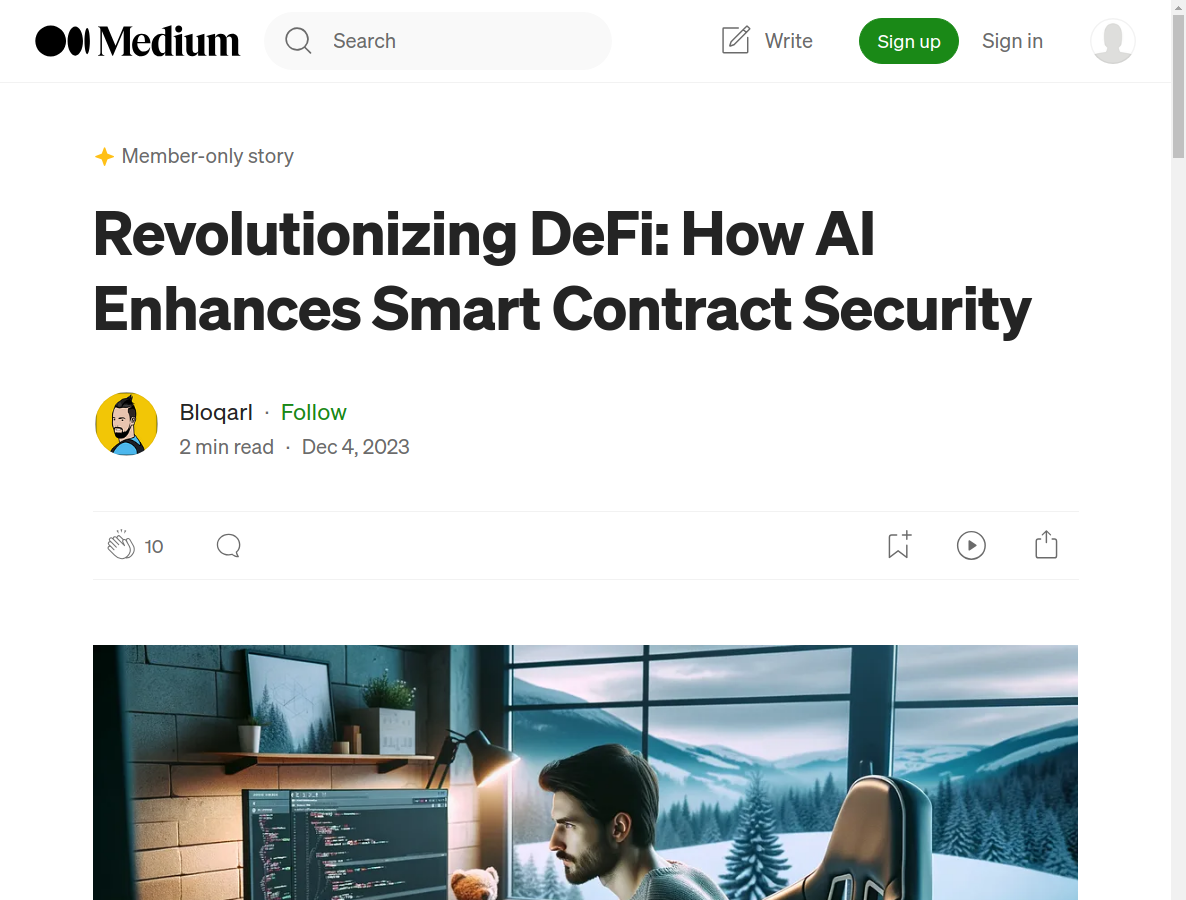 Medium
Search
Write
Sign up
Sign in
Member-only story
Revolutionizing DeFi: How AI
Enhances Smart Contract Security
Bloqarl · Follow
2 min read · Dec 4, 2023
10